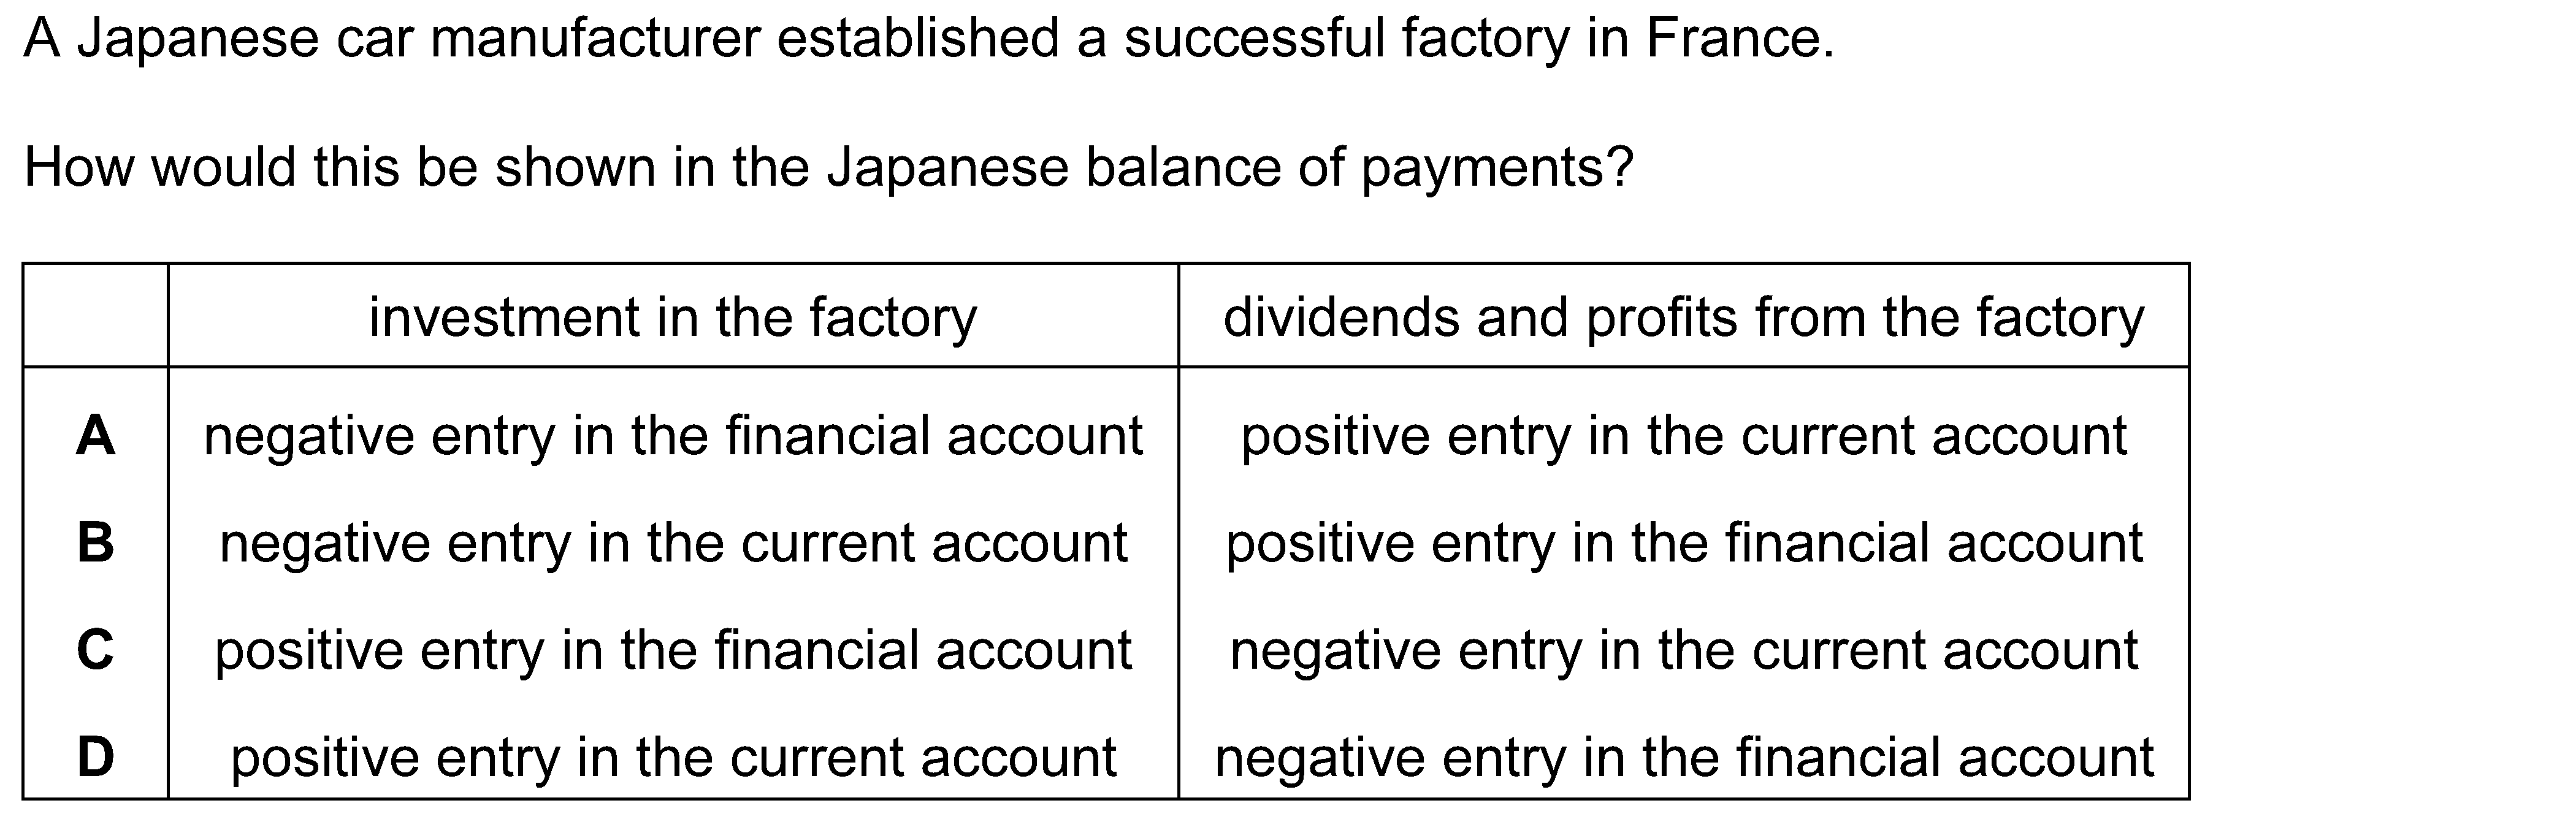 A Japanese car manufacturer established a successful factory in France.
How would this be shown in the Japanese balance of payments?
investment in the factory dividends and profits from the factory
A negative entry in the financial account positive entry in the current account
B negative entry in the current account positive entry in the financial account
C positive entry in the financial account negative entry in the current account
D positive entry in the current account negative entry in the financial account